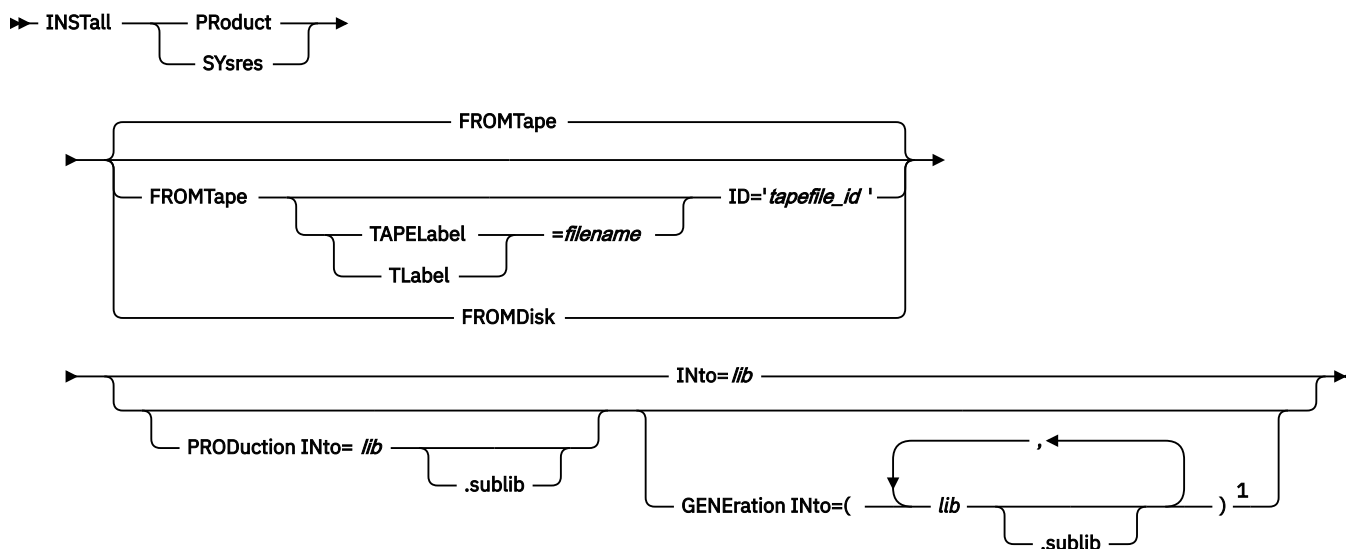 INSTall PRoduct
SYsres
FROMTape
FROMTape ID='tapefile_id '
TAPELabel =filename
TLabel
FROMDisk
INto= lib
PRODuction INto= lib
.sublib
,
GENEration INto=( lib ) 1
.sublib